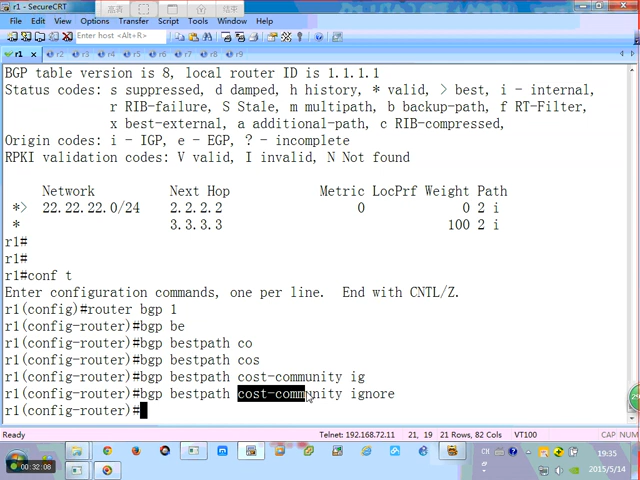 r1 - SecureCRT
File Edit View Options Transfer Script Tools Window Help
Enter host <Alt+R>
r1 r2 r3 r4 r5 r6 r7 r8 r9
BGP table version is 8, local router ID is 1.1.1.1
Status codes: s suppressed, d damped, h history, * valid, > best, i - internal,
r RIB-failure, S Stale, m multipath, b backup-path, f RT-Filter,
x best-external, a additional-path, c RIB-compressed,
Origin codes: i - IGP, e - EGP, ? - incomplete
RPKI validation codes: V valid, I invalid, N Not found
Network Next Hop Metric LocPrf Weight Path
*> 22.22.22.0/24 2.2.2.2 0 0 2 i
* 3.3.3.3 100 2 i
r1#
r1#
r1#conf t
Enter configuration commands, one per line. End with CNTL/Z.
r1(config)#router bgp 1
r1(config-router)#bgp be
r1(config-router)#bgp bestpath co
r1(config-router)#bgp bestpath cos
r1(config-router)#bgp bestpath cost-community ig
r1(config-router)#bgp bestpath cost-community ignore
r1(config-router)#
Ready Telnet: 192.168.72.11 21, 19 21 Rows, 82 Cols VT100 CAP NUM
00:32:08
CN
19:35
2015/5/14